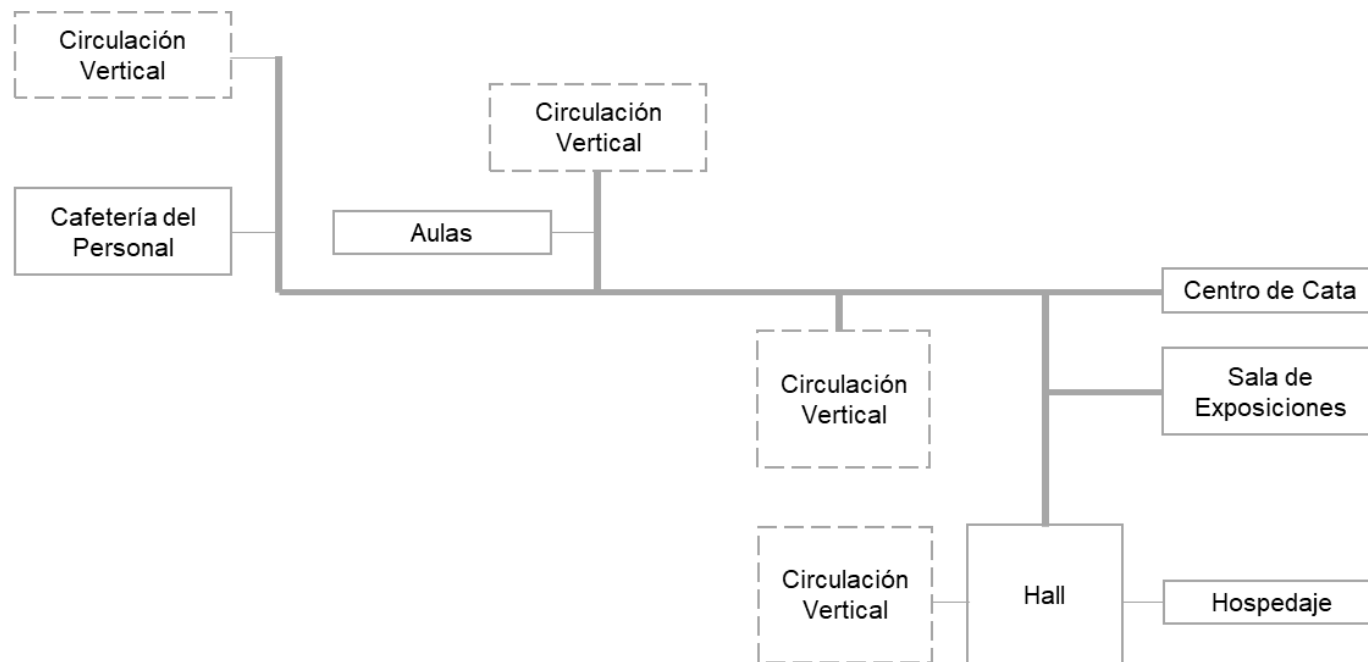 Circulación
Vertical
Circulación
Vertical
Cafetería del
Personal
Aulas
Centro de Cata
Circulación
Vertical
Sala de
Exposiciones
Circulación
Vertical
Hall
Hospedaje